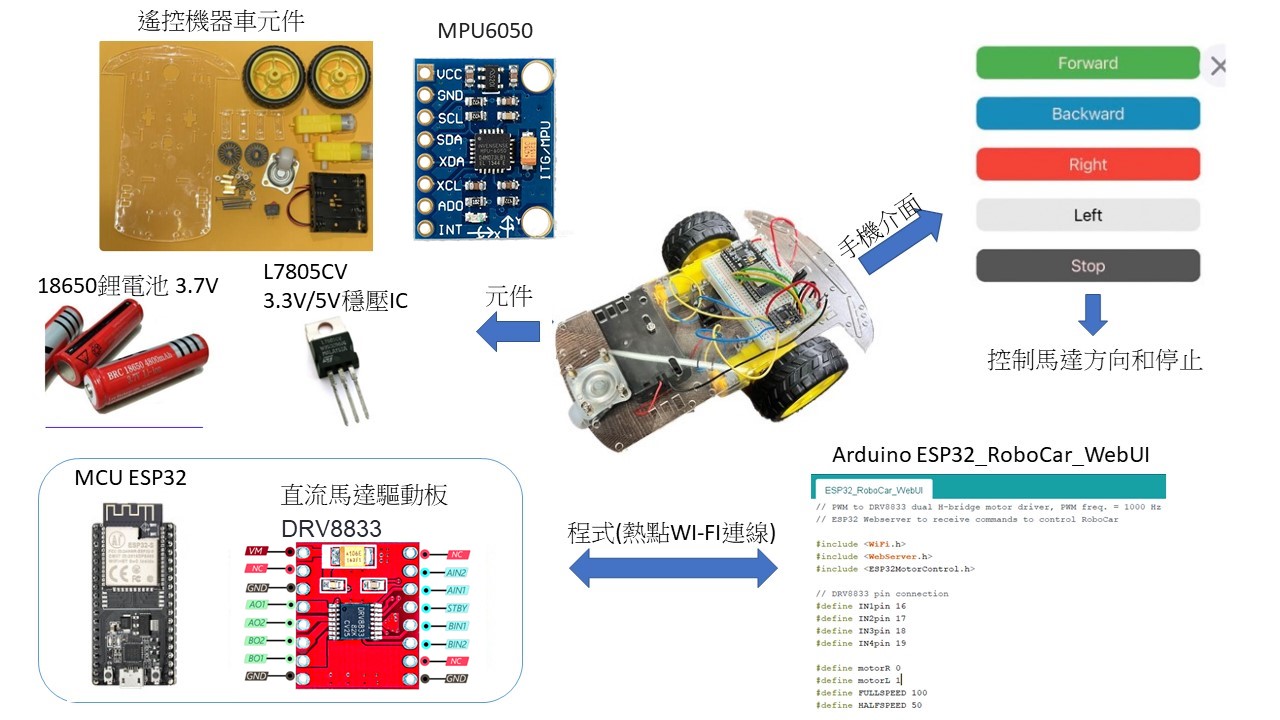 遙控機器車元件
MPU6050
VCC
GND
SCL
SDA
XDA
XCL
ADO
INT
ITG/MPU
Forward
Backward
Right
Left
Stop
手機介面
控制馬達方向和停止
18650鋰電池 3.7V
BRC 18650 4800mAh
L7805CV
3.3V/5V穩壓IC
元件
MCU ESP32
直流馬達驅動板
DRV8833
VM
NC
GND
AO1
AO2
BO2
BO1
GND
NC
AIN2
AIN1
STBY
BIN1
BIN2
NC
GND
程式(熱點WI-FI連線)
Arduino ESP32_RoboCar_WebUI
ESP32_RoboCar_WebUI
// PWM to DRV8833 dual H-bridge motor driver, PWM freq. = 1000 Hz
// ESP32 Webserver to receive commands to control RoboCar
#include <WiFi.h>
#include <WebServer.h>
#include <ESP32MotorControl.h>
// DRV8833 pin connection
#define IN1pin 16
#define IN2pin 17
#define IN3pin 18
#define IN4pin 19
#define motorR 0
#define motorL 1
#define FULLSPEED 100
#define HALFSPEED 50